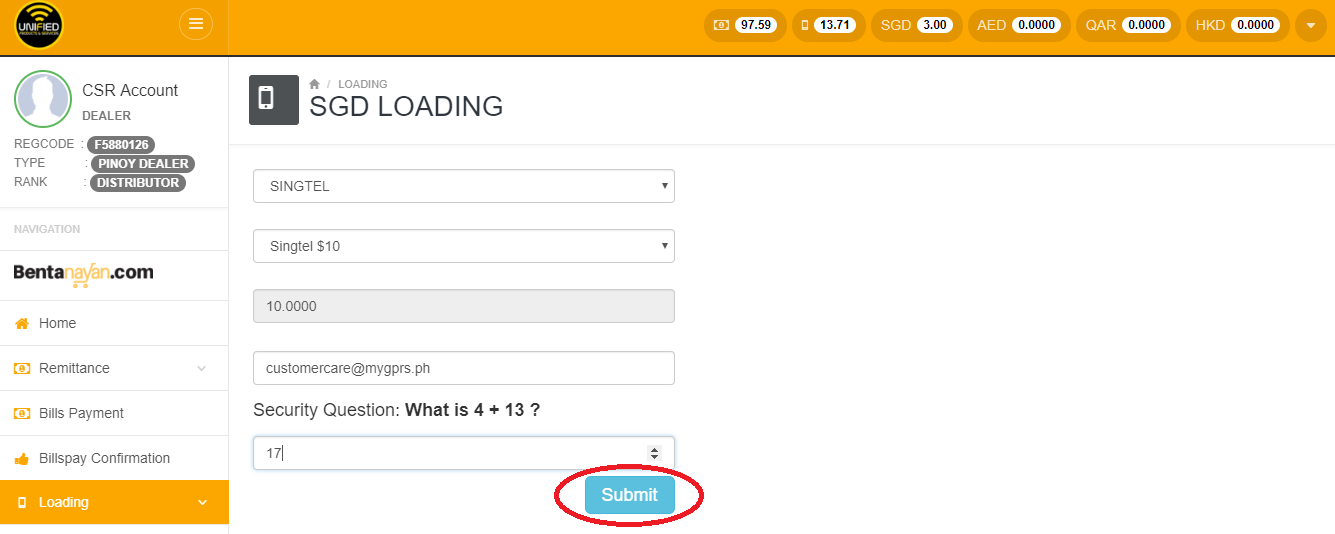 UNIFIED
PRODUCTS & SERVICES
97.59
13.71
SGD 3.00
AED 0.0000
QAR 0.0000
HKD 0.0000
CSR Account
DEALER
REGCODE : F5880126
TYPE : PINOY DEALER
RANK : DISTRIBUTOR
NAVIGATION
Bentanayan.com
Home
Remittance
Bills Payment
Billspay Confirmation
Loading
/ LOADING
SGD LOADING
SINGTEL
Singtel $10
10.0000
customercare@mygprs.ph
Security Question: What is 4 + 13 ?
17
Submit